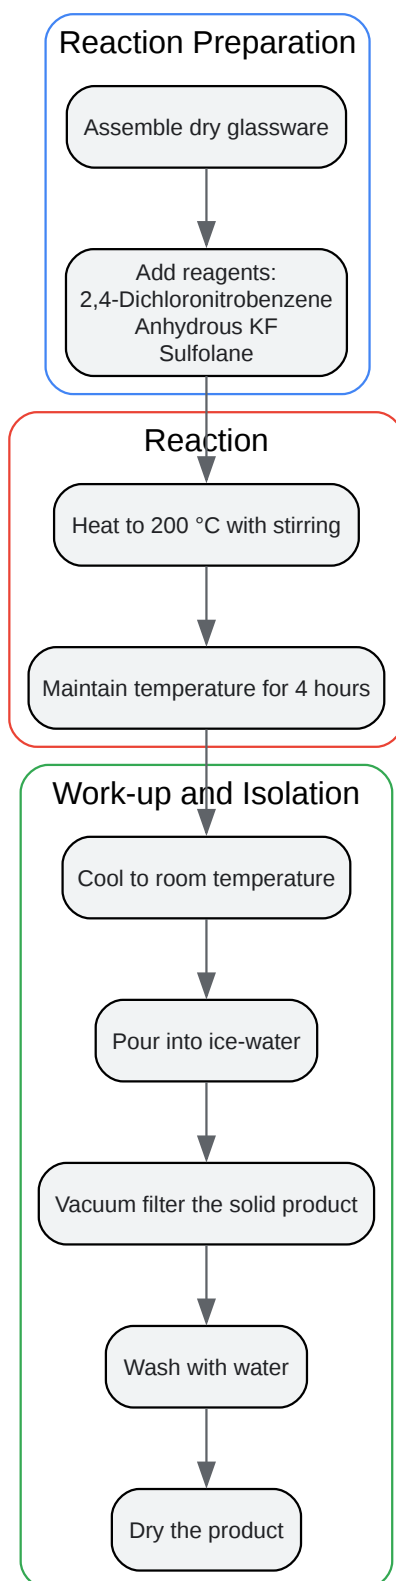 Reaction Preparation
Assemble dry glassware
Add reagents:
2,4-Dichloronitrobenzene
Anhydrous KF
Sulfolane
Reaction
Heat to 200 °C with stirring
Maintain temperature for 4 hours
Work-up and Isolation
Cool to room temperature
Pour into ice-water
Vacuum filter the solid product
Wash with water
Dry the product